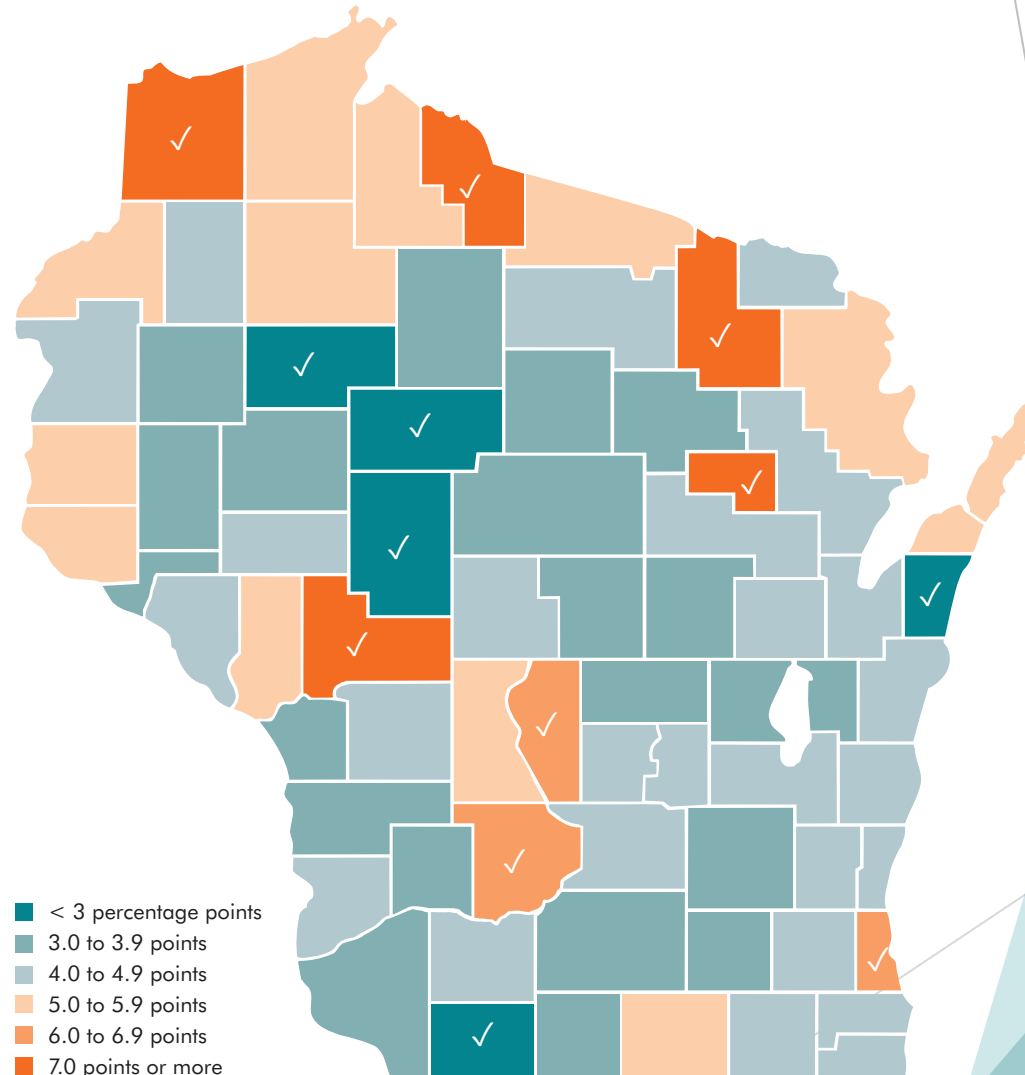 < 3 percentage points
3.0 to 3.9 points
4.0 to 4.9 points
5.0 to 5.9 points
6.0 to 6.9 points
7.0 points or more